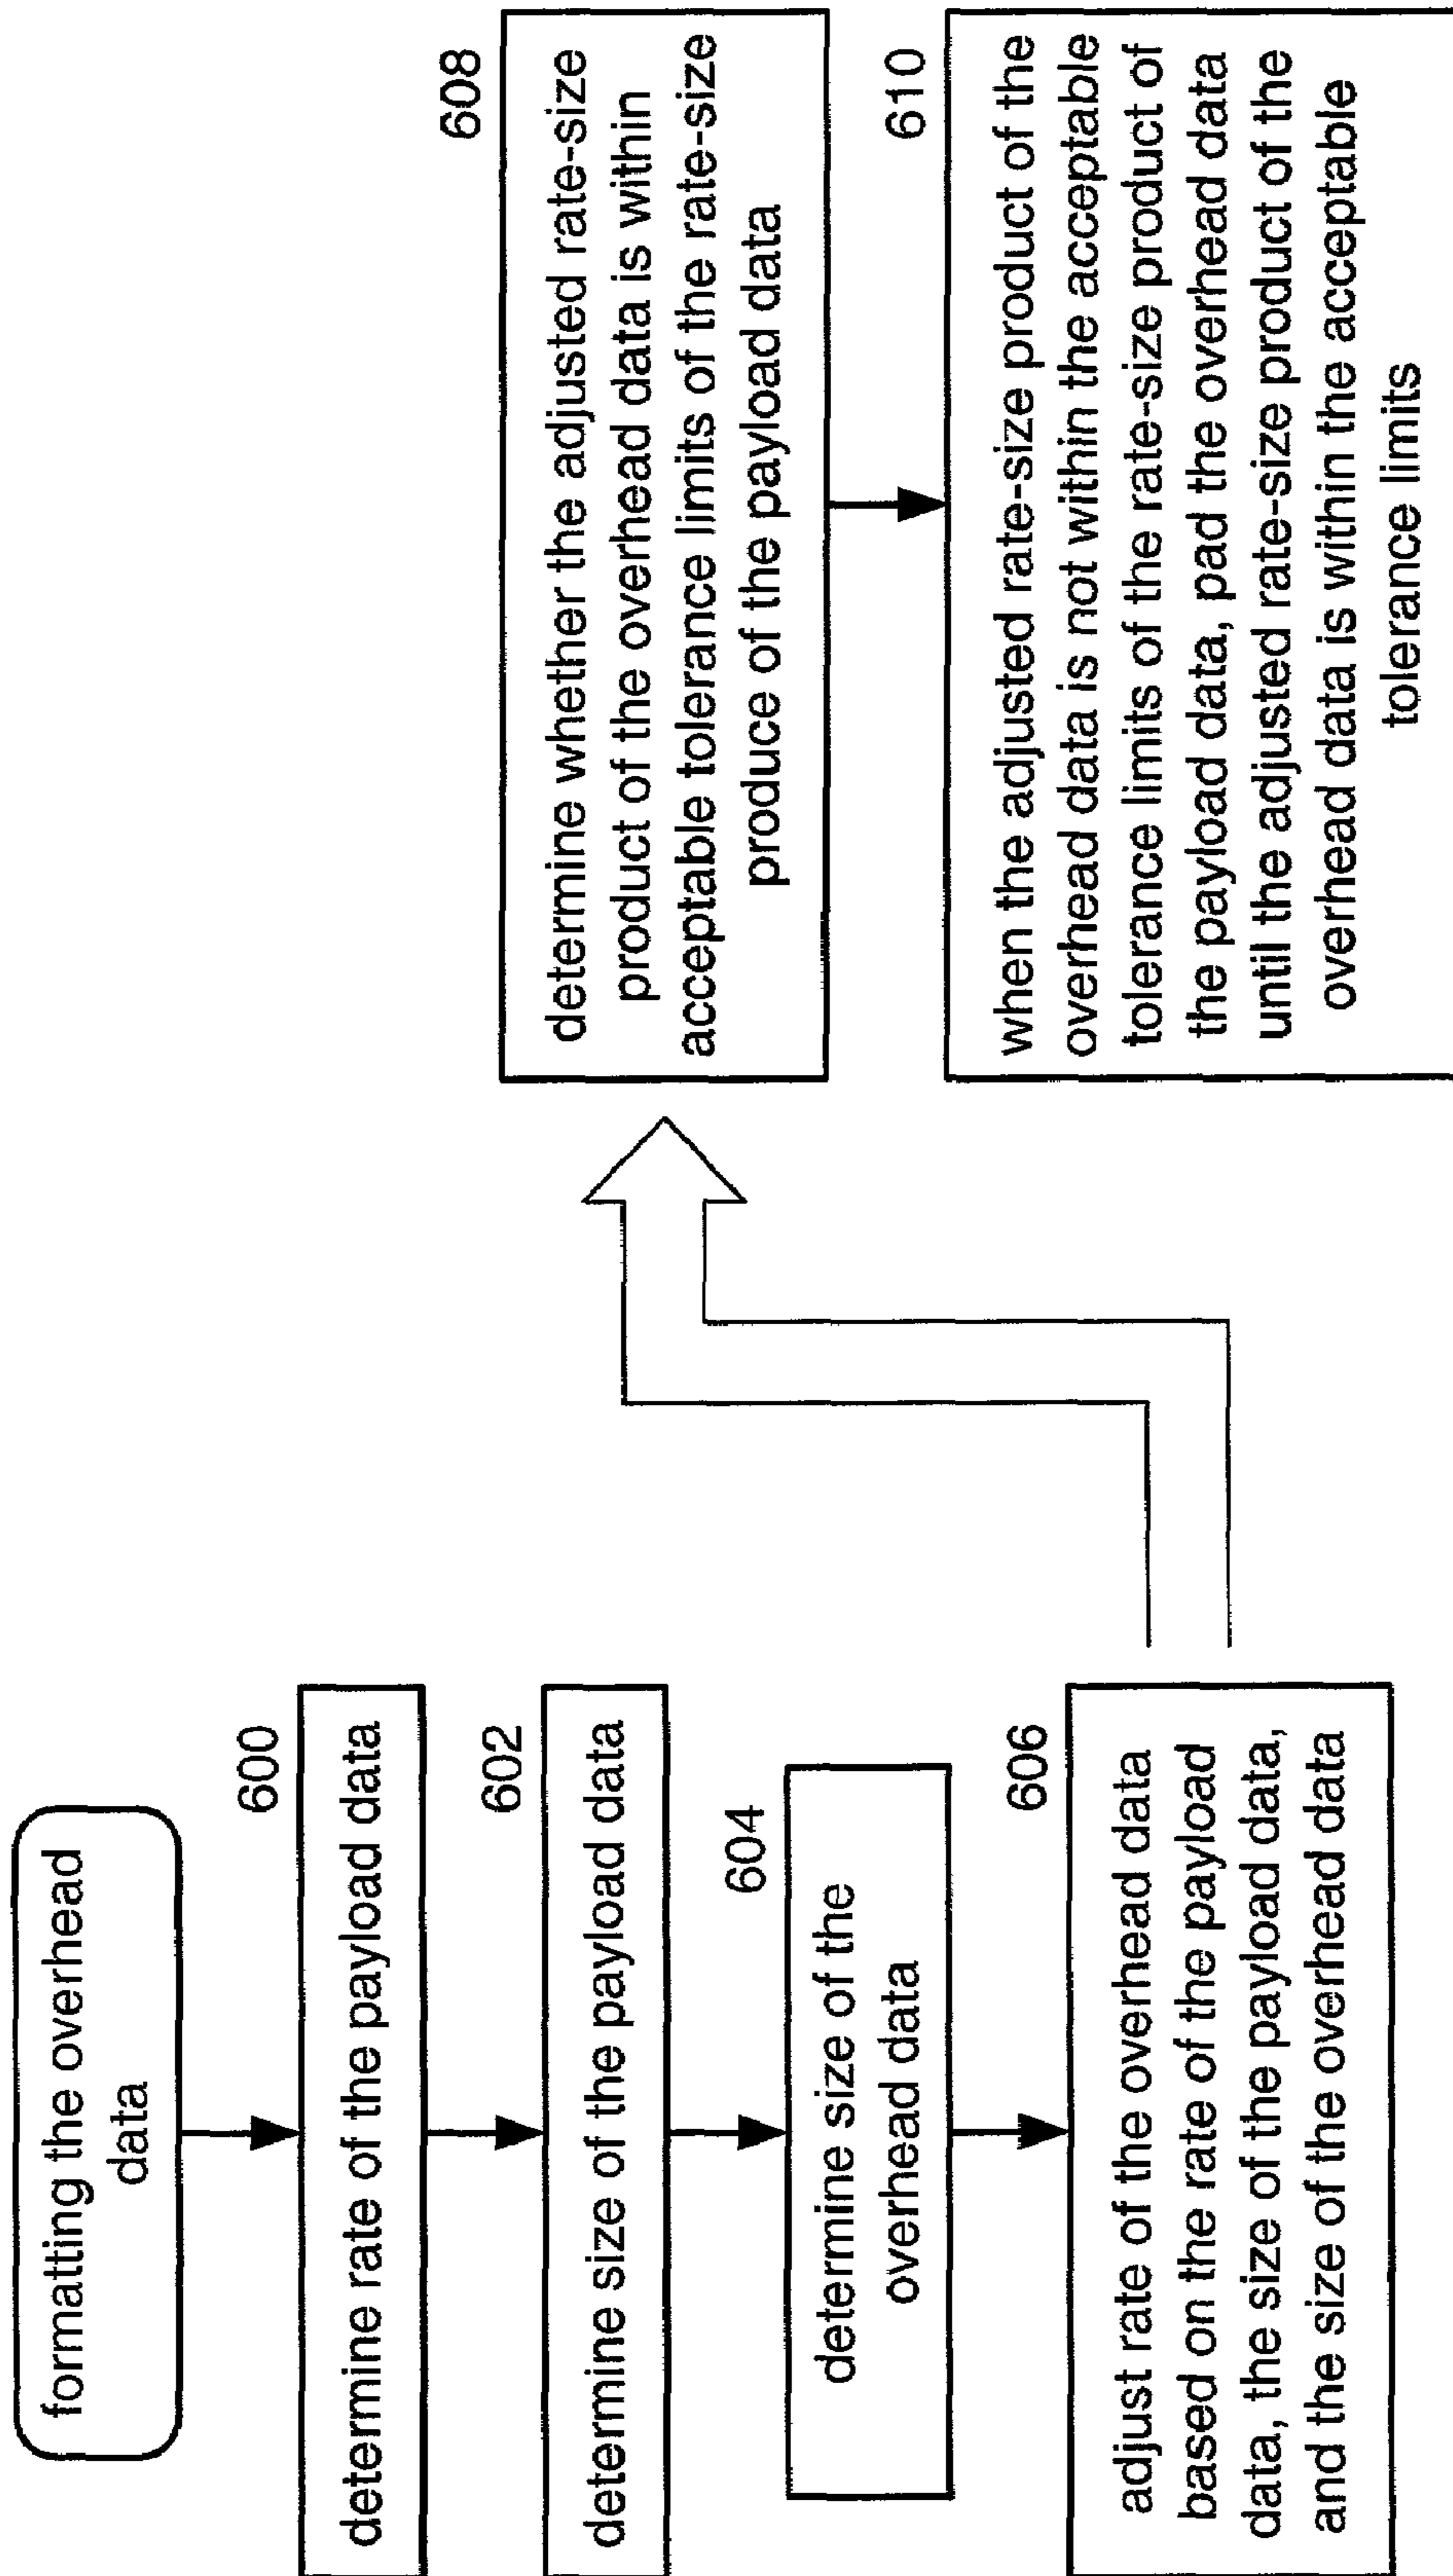 formatting the overhead
data
600
determine rate of the payload data
602
determine size of the payload data
604
determine size of the
overhead data
606
adjust rate of the overhead data
based on the rate of the payload
data, the size of the payload data,
and the size of the overhead data
608
determine whether the adjusted rate-size
product of the overhead data is within
acceptable tolerance limits of the rate-size
produce of the payload data
610
when the adjusted rate-size product of the
overhead data is not within the acceptable
tolerance limits of the rate-size product of
the payload data, pad the overhead data
until the adjusted rate-size product of the
overhead data is within the acceptable
tolerance limits